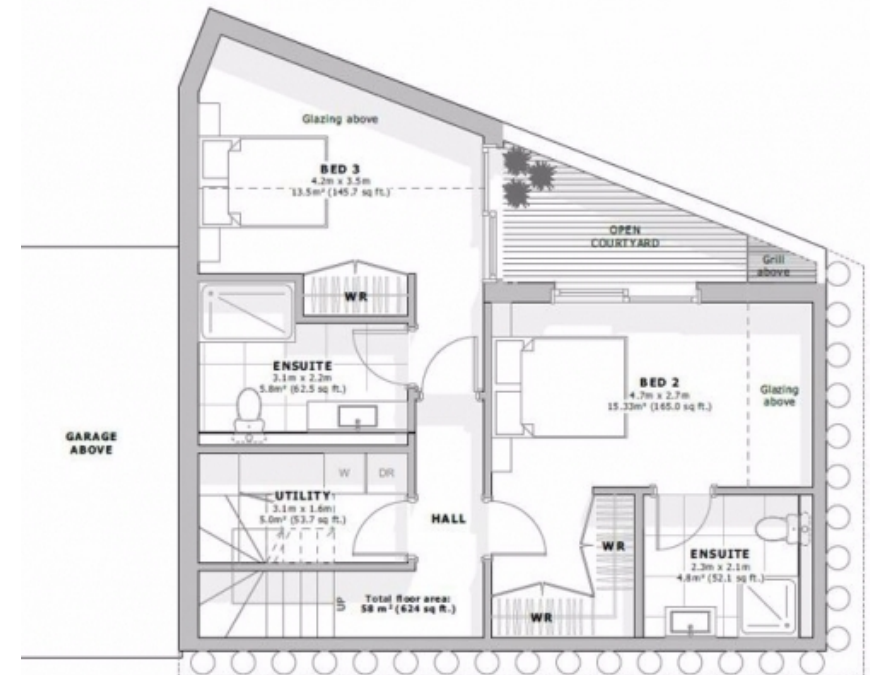 Glazing above
BED 3
4.2m x 3.5m
13.5m² (145.7 sq ft.)
OPEN
COURTYARD
Grill
above
WR
ENSUITE
3.1m x 2.2m
5.8m² (62.5 sq ft.)
BED 2
4.7m x 2.7m
15.33m² (165.0 sq ft.)
Glazing
above
GARAGE
ABOVE
W
DR
UTILITY
3.1m x 1.6m
5.0m² (53.7 sq ft.)
HALL
WR
ENSUITE
2.3m x 2.1m
4.8m² (52.1 sq ft.)
UP
Total floor area:
58 m² (624 sq ft.)
WR